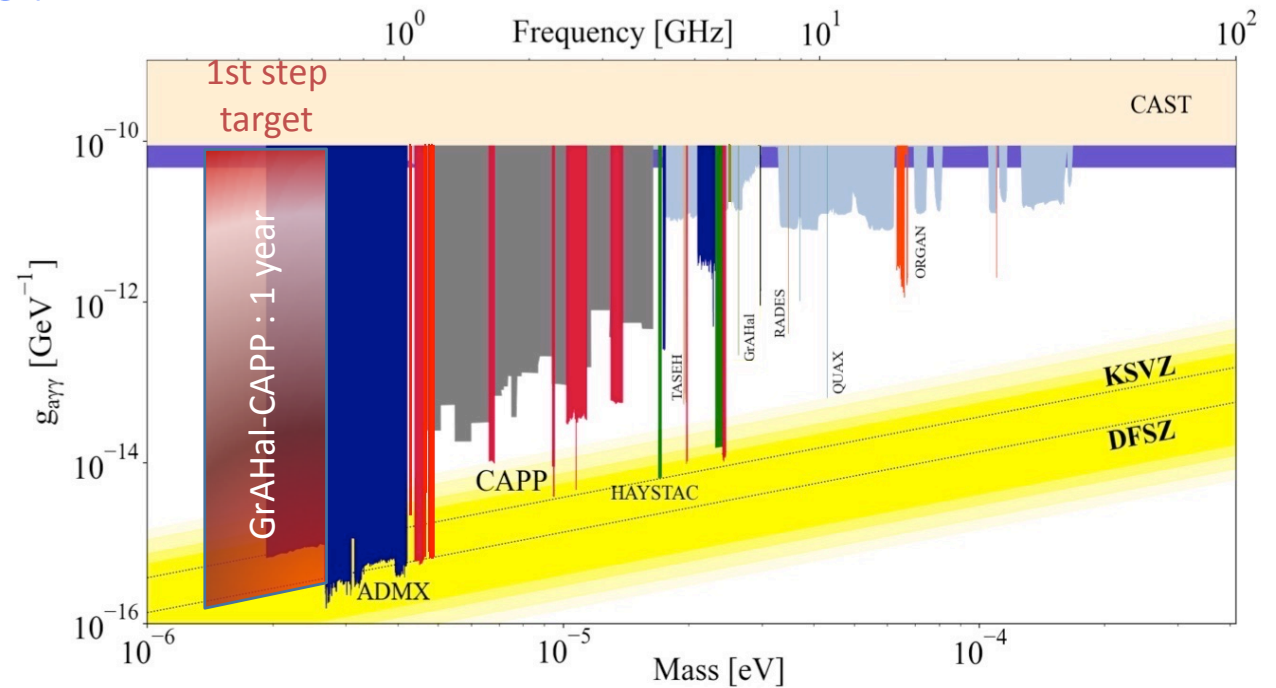 Frequency [GHz]
10^0
10^1
10^2
1st step
target
CAST
10^-10
10^-12
10^-14
10^-16
g_aγγ [GeV^-1]
GrAHal-CAPP : 1 year
ORGAN
RADES
GrAHal
TASEH
QUAX
KSVZ
DFSZ
CAPP
HAYSTAC
ADMX
10^-6
10^-5
10^-4
Mass [eV]